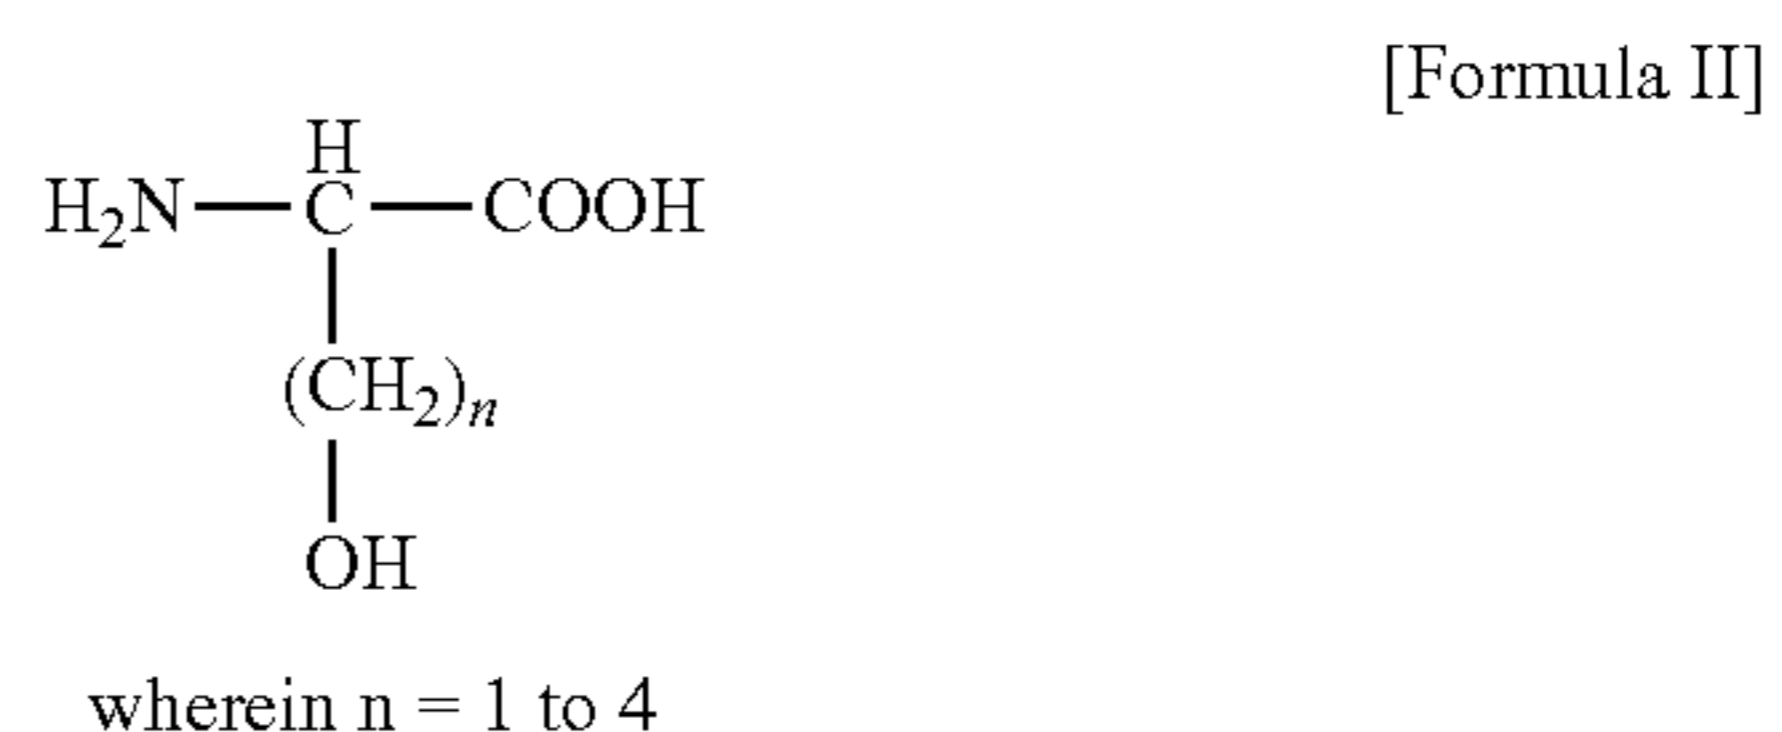 [Formula II]
H
H₂N—C—COOH
(CH₂)ₙ
OH
wherein n = 1 to 4